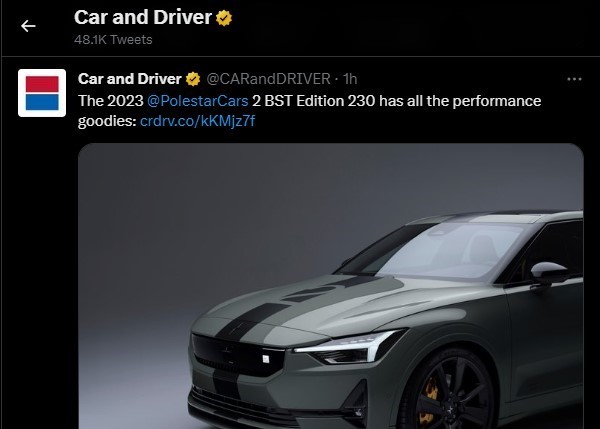 Car and Driver
48.1K Tweets
Car and Driver @CARandDRIVER · 1h
The 2023 @PolestarCars 2 BST Edition 230 has all the performance
goodies: crdrv.co/kKMjz7f